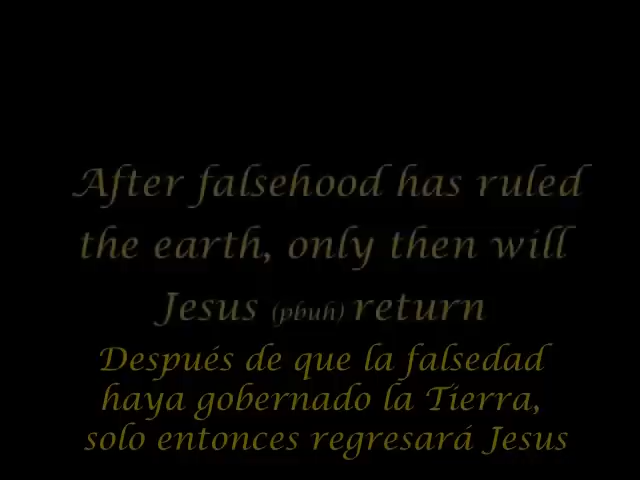 After falsehood has ruled
the earth, only then will
Jesus (pbuh) return
Después de que la falsedad
haya gobernado la Tierra,
solo entonces regresará Jesus